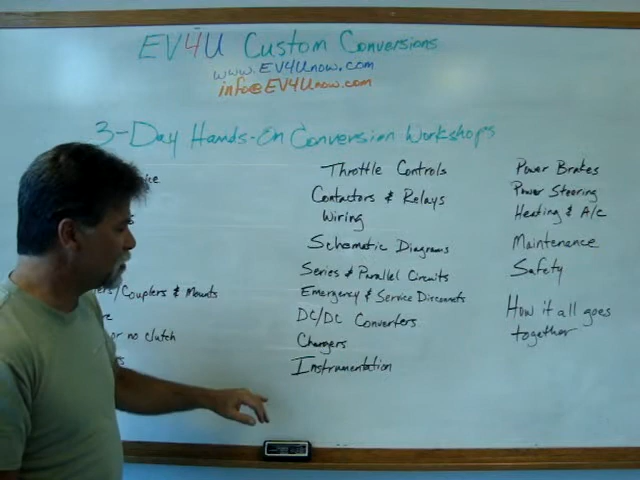 EV4U Custom Conversions
www.EV4Unow.com
info@EV4Unow.com
3-Day Hands-On Conversion Workshops
/Couplers & Mounts
or no clutch
Throttle Controls
Contactors & Relays
Wiring
Schematic Diagrams
Series & Parallel Circuits
Emergency & Service Disconnects
DC/DC Converters
Chargers
Instrumentation
Power Brakes
Power Steering
Heating & A/C
Maintenance
Safety
How it all goes
together